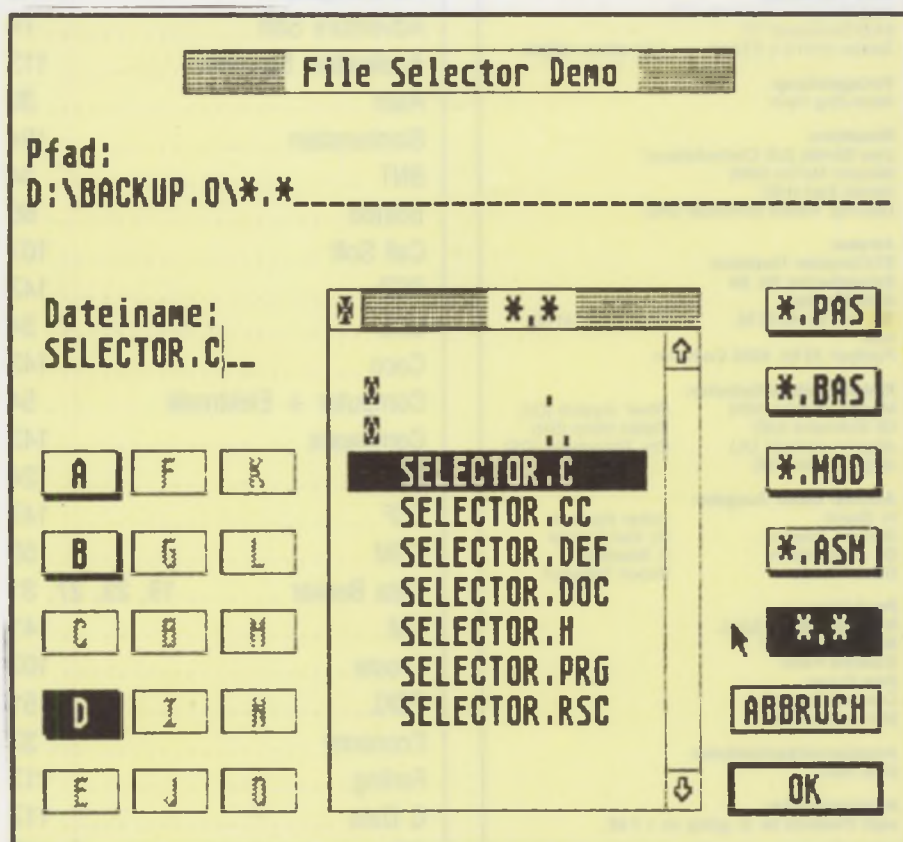 File Selector Demo
Pfad:
D:\BACKUP.O\*.*
Dateiname:
SELECTOR.C
A F K
B G L
C H M
D I N
E J O
*.*
.
..
SELECTOR.C
SELECTOR.CC
SELECTOR.DEF
SELECTOR.DOC
SELECTOR.H
SELECTOR.PRG
SELECTOR.RSC
*.PAS
*.BAS
*.MOD
*.ASM
*.*
ABBRUCH
OK